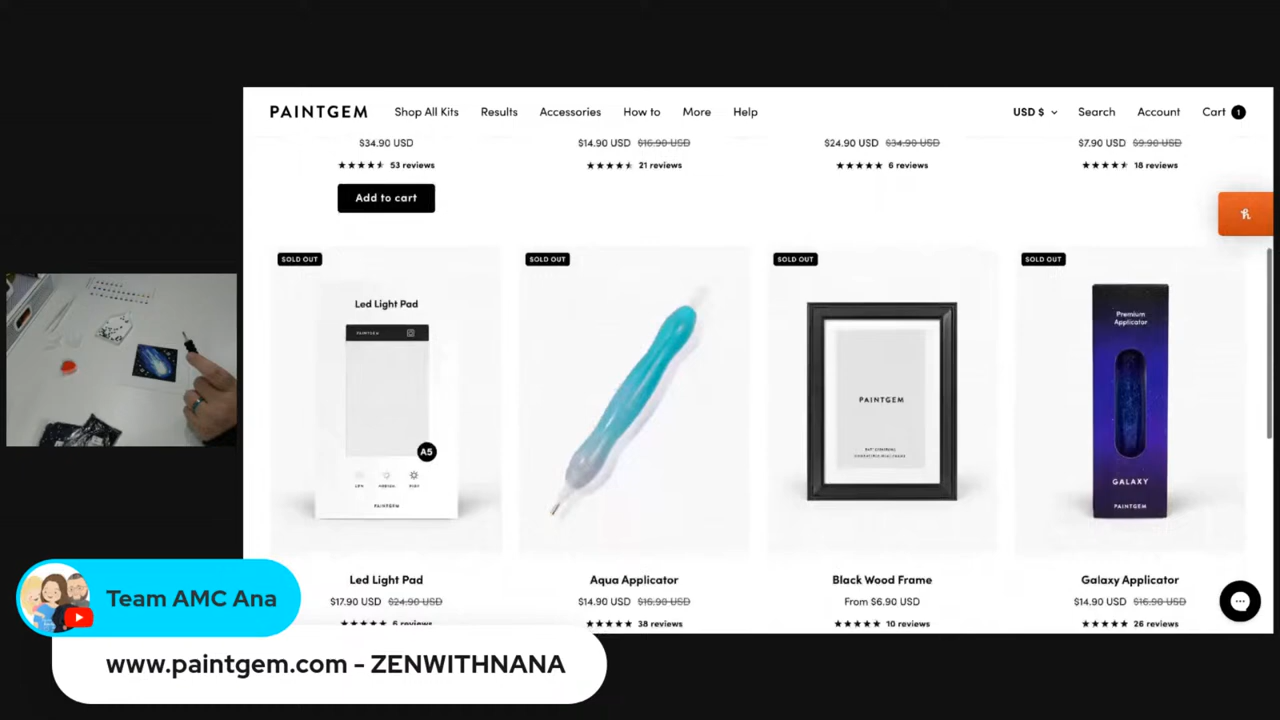 PAINTGEM Shop All Kits Results Accessories How to More Help USD $ Search Account Cart 1
$34.90 USD $14.90 USD $16.90 USD $24.90 USD $34.90 USD $7.90 USD $9.90 USD
53 reviews 21 reviews 6 reviews 18 reviews
Add to cart
SOLD OUT SOLD OUT SOLD OUT SOLD OUT
Led Light Pad
PAINTGEM
A5
PAINTGEM
PAINTGEM
Premium
Applicator
GALAXY
PAINTGEM
Led Light Pad Aqua Applicator Black Wood Frame Galaxy Applicator
$17.90 USD $24.90 USD $14.90 USD $16.90 USD From $6.90 USD $14.90 USD $16.90 USD
6 reviews 38 reviews 10 reviews 26 reviews
Team AMC Ana
www.paintgem.com - ZENWITHNANA